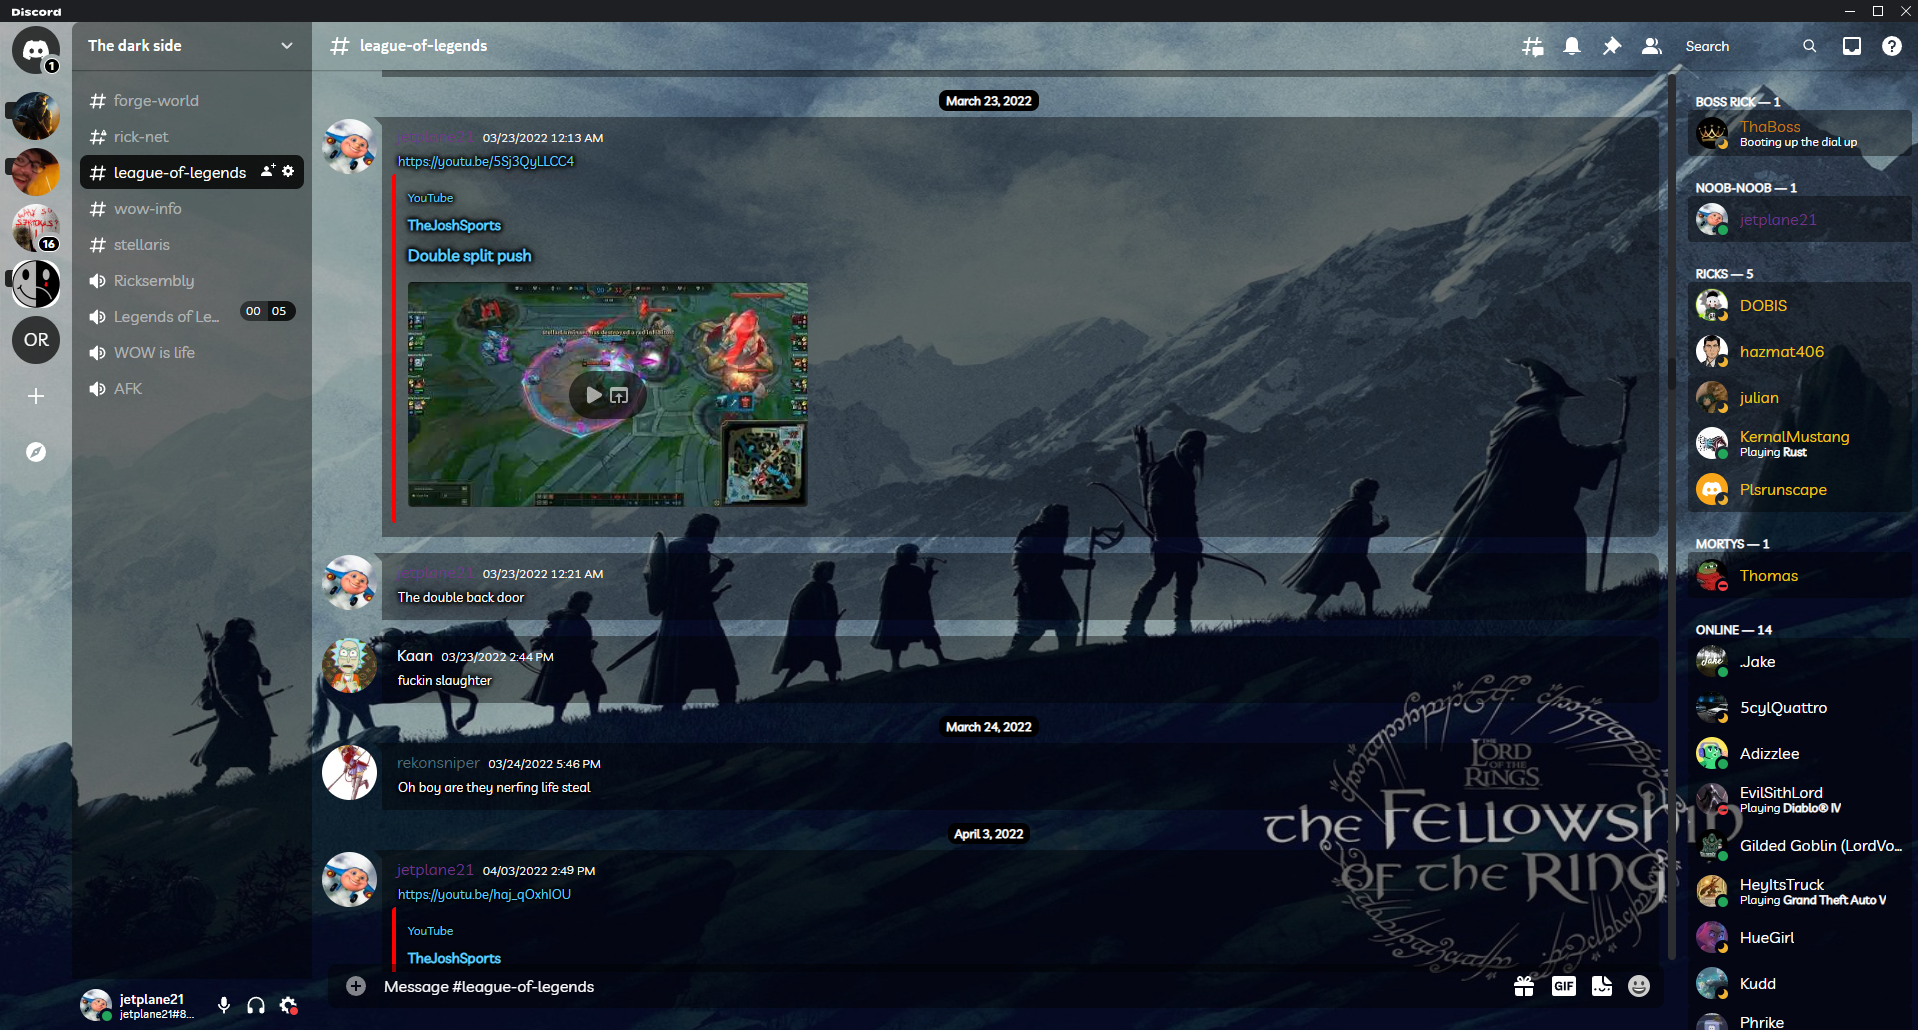 Discord
1
16
OR
The dark side
forge-world
rick-net
league-of-legends
wow-info
stellaris
Ricksembly
Legends of Le...
00 05
WOW is life
AFK
jetplane21
jetplane21#8...
league-of-legends
Search
March 23, 2022
jetplane21 03/23/2022 12:13 AM
https://youtu.be/5Sj3QyLLCC4
YouTube
TheJoshSports
Double split push
jetplane21 03/23/2022 12:21 AM
The double back door
Kaan 03/23/2022 2:44 PM
fuckin slaughter
March 24, 2022
rekonsniper 03/24/2022 5:46 PM
Oh boy are they nerfing life steal
April 3, 2022
jetplane21 04/03/2022 2:49 PM
https://youtu.be/haj_qOxhIOU
YouTube
TheJoshSports
Message #league-of-legends
GIF
THE
LORD
OF THE
RINGS
THE FELLOWSHIP
OF THE RING
BOSS RICK — 1
ThaBoss
Booting up the dial up
NOOB-NOOB — 1
jetplane21
RICKS — 5
DOBIS
hazmat406
julian
KernalMustang
Playing Rust
Plsrunscape
MORTYS — 1
Thomas
ONLINE — 14
.Jake
5cylQuattro
Adizzlee
EvilSithLord
Playing Diablo® IV
Gilded Goblin (LordVo...
HeyItsTruck
Playing Grand Theft Auto V
HueGirl
Kudd
Phrike